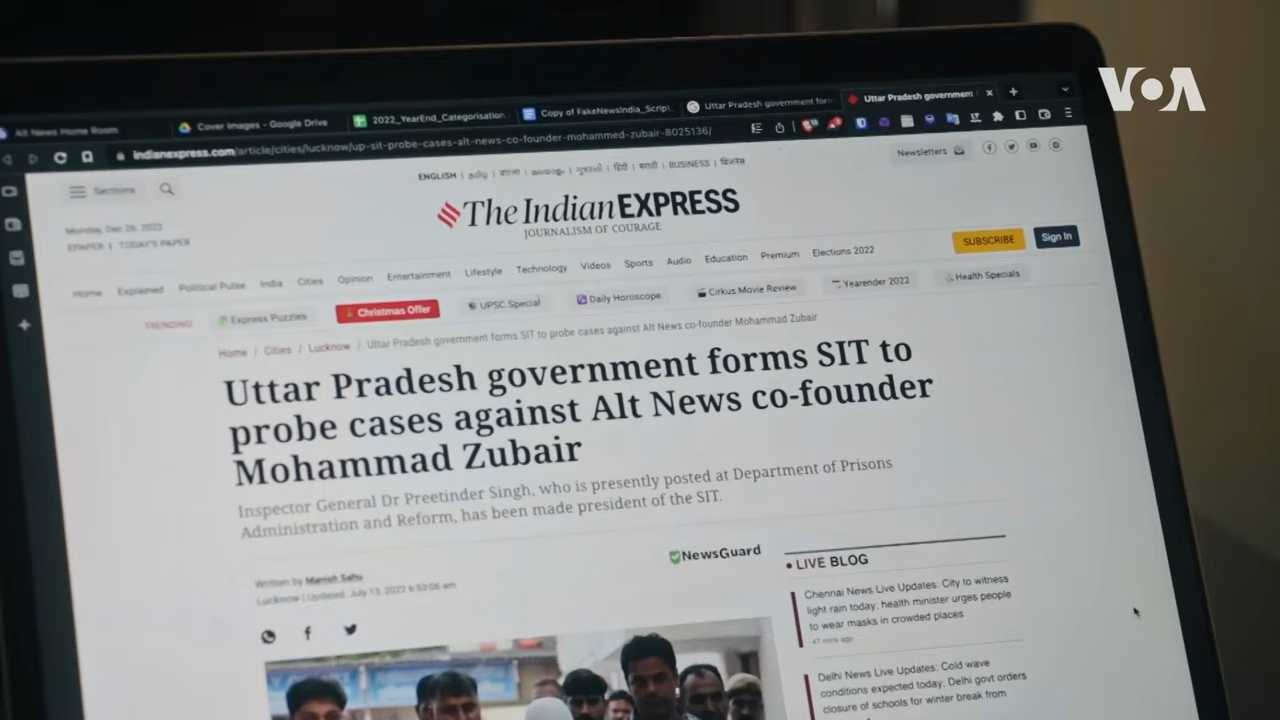 VOA
Alt News Home Room
Cover Images - Google Drive
2022_YearEnd_Categorisation
Copy of FakeNewsIndia_Script
Uttar Pradesh government form
Uttar Pradesh government
indianexpress.com/article/cities/lucknow/up-sit-probe-cases-alt-news-co-founder-mohammed-zubair-8025136/
Sections
ENGLISH | தமிழ் | বাংলা | മലയാളം | ગુજરાતી | हिंदी | मराठी | BUSINESS | बिज़नेस
Newsletters
Monday, Dec 26, 2022
EPAPER | TODAY'S PAPER
The Indian EXPRESS
JOURNALISM OF COURAGE
SUBSCRIBE
Sign In
Home Explained Political Pulse India Cities Opinion Entertainment Lifestyle Technology Videos Sports Audio Education Premium Elections 2022
TRENDING Express Puzzles Christmas Offer UPSC Special Daily Horoscope Cirkus Movie Review Yearender 2022 Health Specials
Home / Cities / Lucknow / Uttar Pradesh government forms SIT to probe cases against Alt News co-founder Mohammad Zubair
Uttar Pradesh government forms SIT to
probe cases against Alt News co-founder
Mohammad Zubair
Inspector General Dr Preetinder Singh, who is presently posted at Department of Prisons
Administration and Reform, has been made president of the SIT.
NewsGuard
Written by Manish Sahu
Lucknow | Updated: July 13, 2022 6:53:06 am
• LIVE BLOG
Chennai News Live Updates: City to witness
light rain today; health minister urges people
to wear masks in crowded places
47 mins ago
Delhi News Live Updates: Cold wave
conditions expected today; Delhi govt orders
closure of schools for winter break from